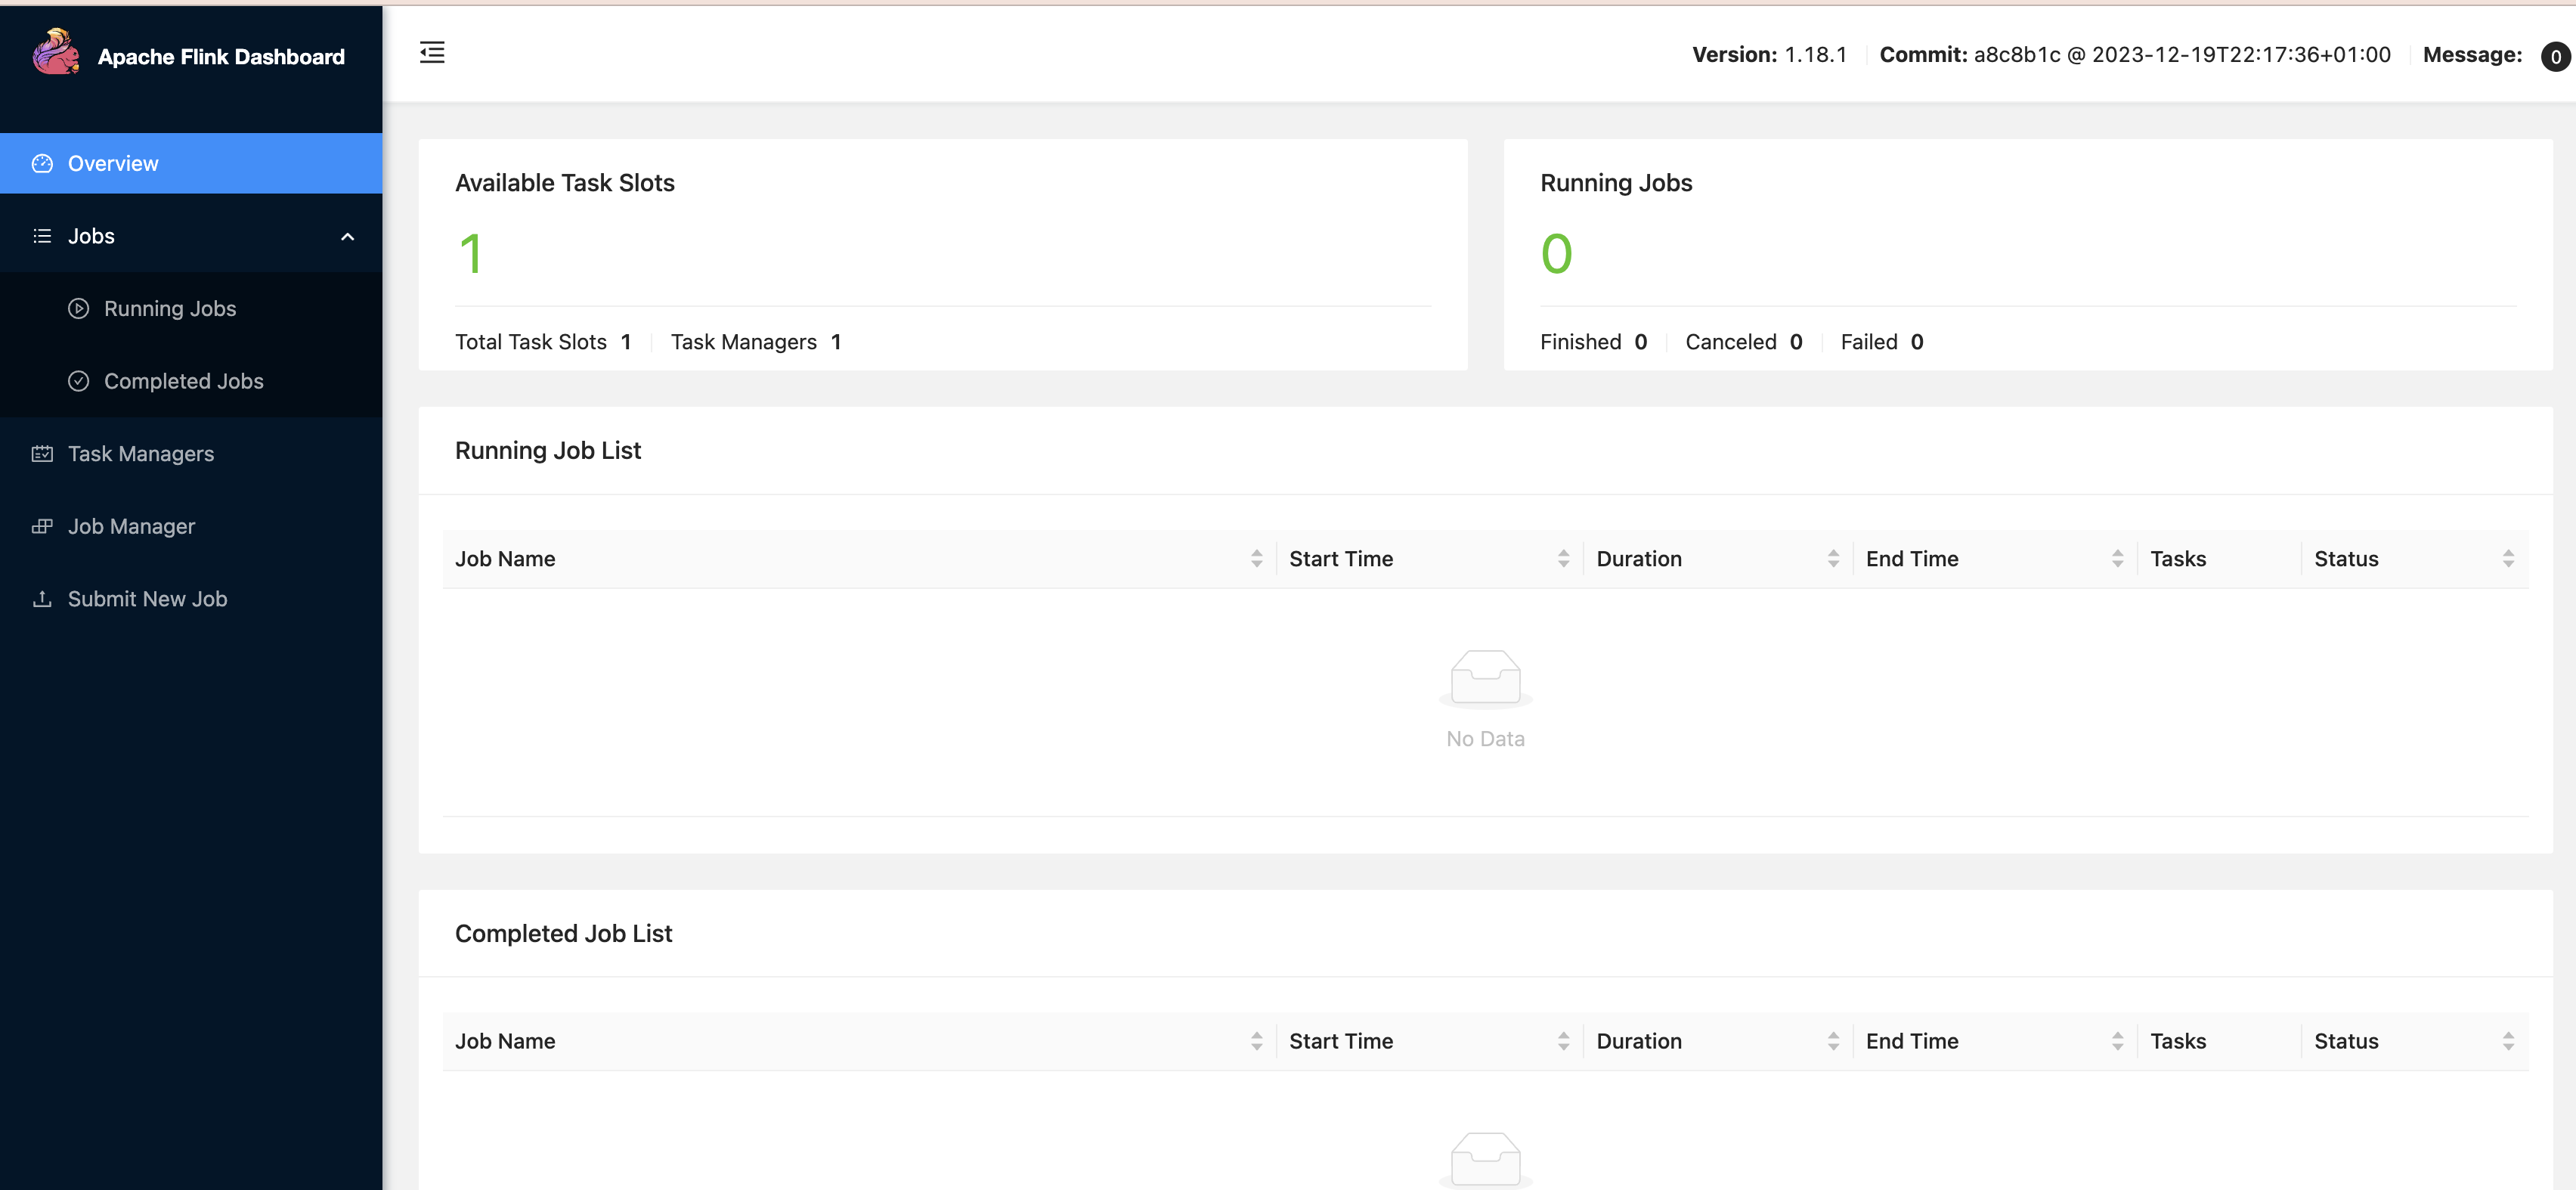 Apache Flink Dashboard
Version: 1.18.1 Commit: a8c8b1c @ 2023-12-19T22:17:36+01:00 Message: 0
Overview
Jobs
Running Jobs
Completed Jobs
Task Managers
Job Manager
Submit New Job
Available Task Slots
1
Total Task Slots 1 Task Managers 1
Running Jobs
0
Finished 0 Canceled 0 Failed 0
Running Job List
Job Name Start Time Duration End Time Tasks Status
No Data
Completed Job List
Job Name Start Time Duration End Time Tasks Status